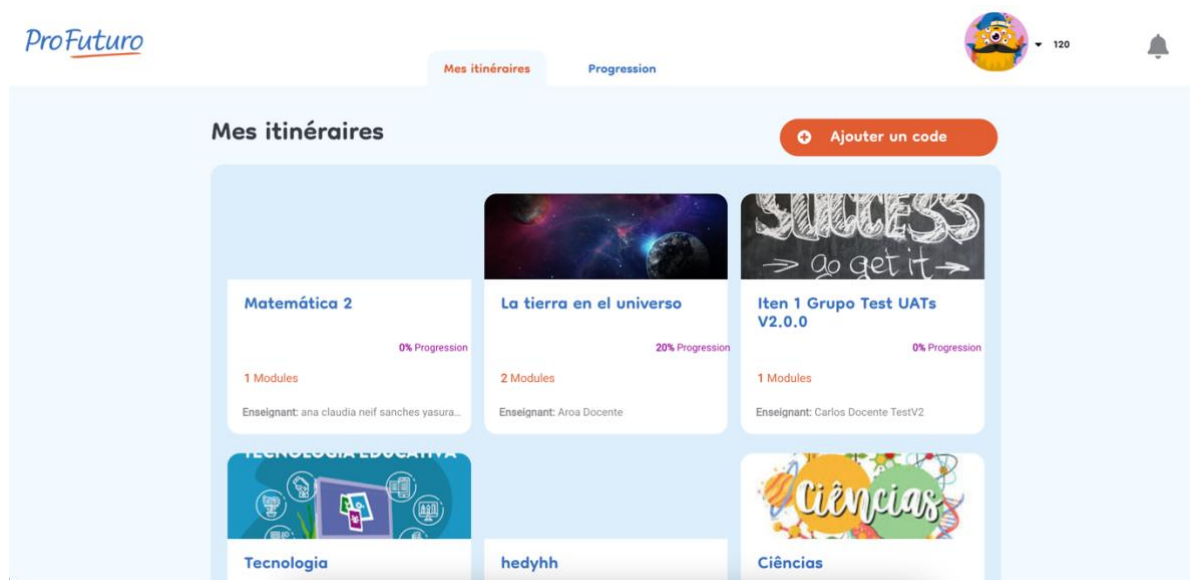 ProFuturo
Mes itinéraires
Progression
120
Mes itinéraires
Ajouter un code
SUCCESS
go get it
Matemática 2
La tierra en el universo
Iten 1 Grupo Test UATs
V2.0.0
0% Progression
20% Progression
0% Progression
1 Modules
2 Modules
1 Modules
Enseignant: ana claudia neif sanches yasura...
Enseignant: Aroa Docente
Enseignant: Carlos Docente TestV2
TECNOLOGIA EDUCATIVA
Ciências
Tecnologia
hedyhh
Ciências